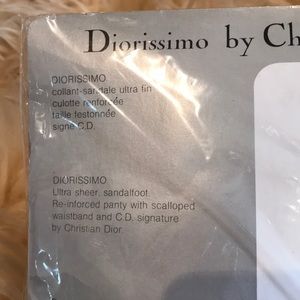 Diorissimo by Ch
DIORISSIMO
collant-sandale ultra fin
culotte renforcée
taille festonnée
signé C.D.
DIORISSIMO
Ultra sheer, sandalfoot.
Re-inforced panty with scalloped
waistband and C.D. signature
by Christian Dior.